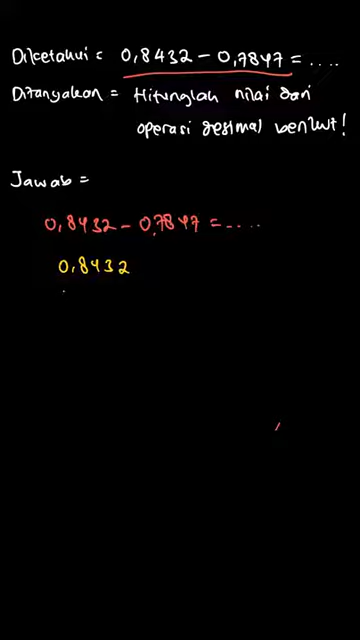 Diketahui = 0,8432 - 0,7847 = ....
Ditanyakan = Hitunglah nilai dari
operasi desimal berikut!
Jawab =
0,8432 - 0,7847 = .....
0,8432